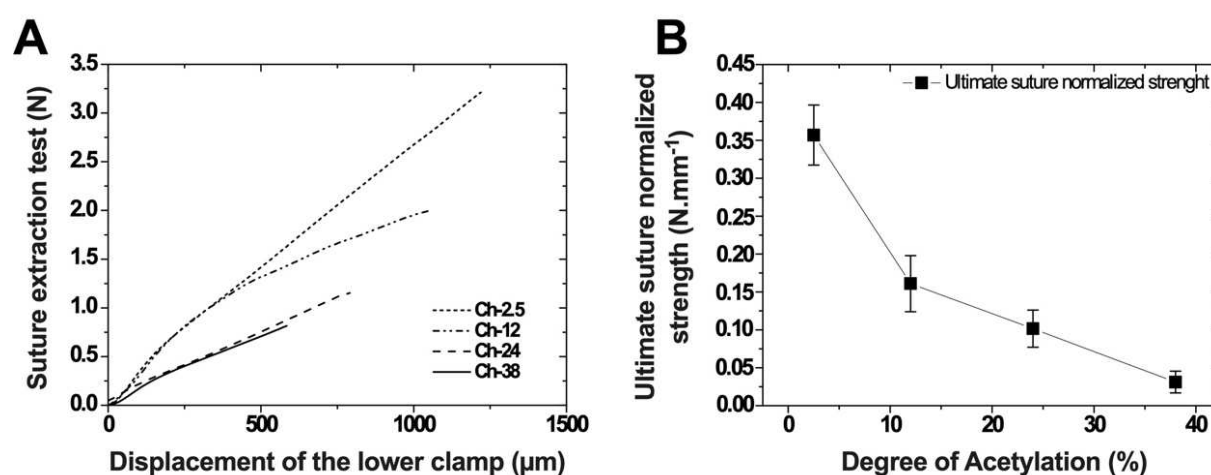 A
Suture extraction test (N)
3.5
3.0
2.5
2.0
1.5
1.0
0.5
0.0
0
500
1000
1500
Displacement of the lower clamp (µm)
Ch-2.5
Ch-12
Ch-24
Ch-38
B
Ultimate suture normalized
strength (N.mm⁻¹)
0.45
0.40
0.35
0.30
0.25
0.20
0.15
0.10
0.05
0.00
0
10
20
30
40
Degree of Acetylation (%)
Ultimate suture normalized strenght